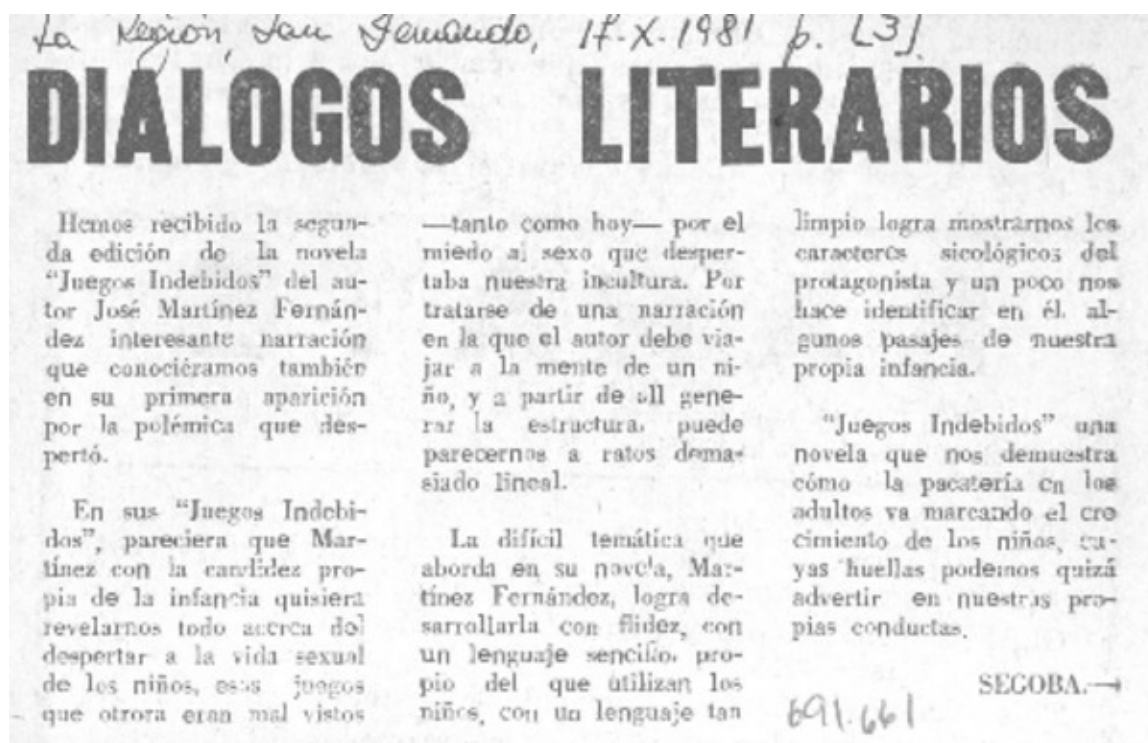 La Región, San Fernando, 17-X-1981 p. [3]
DIALOGOS LITERARIOS
Hemos recibido la segun-
da edición de la novela
"Juegos Indebidos" del au-
tor José Martínez Fernán-
dez interesante narración
que conociéramos también
en su primera aparición
por la polémica que des-
pertó.
En sus "Juegos Indebi-
dos", pareciera que Mar-
tínez con la candidez pro-
pia de la infancia quisiera
revelarnos todo acerca del
despertar a la vida sexual
de los niños, esos juegos
que otrora eran mal vistos
—tanto como hoy— por el
miedo al sexo que desper-
taba nuestra incultura. Por
tratarse de una narración
en la que el autor debe via-
jar a la mente de un ni-
ño, y a partir de all gene-
rar la estructura, puede
parecernos a ratos dema-
siado lineal.
La difícil temática que
aborda en su novela, Mar-
tínez Fernández, logra de-
sarrollarla con flidez, con
un lenguaje sencillo, pro-
pio del que utilizan los
niños, con un lenguaje tan
limpio logra mostrarnos los
caracteres sicológicos del
protagonista y un poco nos
hace identificar en él, al-
gunos pasajes de nuestra
propia infancia.
"Juegos Indebidos" una
novela que nos demuestra
cómo la pacatería en los
adultos va marcando el cre
cimiento de los niños, cu-
yas huellas podemos quizá
advertir en nuestras pro-
pias conductas.
SEGOBA.—
691.661